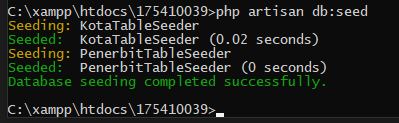 C:\xampp\htdocs\175410039>php artisan db:seed
Seeding: KotaTableSeeder
Seeded:  KotaTableSeeder (0.02 seconds)
Seeding: PenerbitTableSeeder
Seeded:  PenerbitTableSeeder (0 seconds)
Database seeding completed successfully.
C:\xampp\htdocs\175410039>